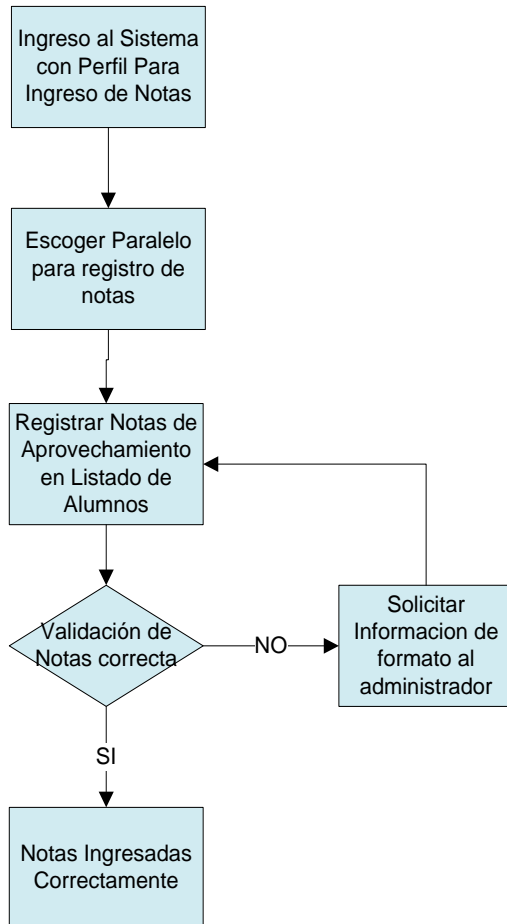 Ingreso al Sistema
con Perfil Para
Ingreso de Notas
Escoger Paralelo
para registro de
notas
Registrar Notas de
Aprovechamiento
en Listado de
Alumnos
Validación de
Notas correcta
NO
Solicitar
Informacion de
formato al
administrador
SI
Notas Ingresadas
Correctamente